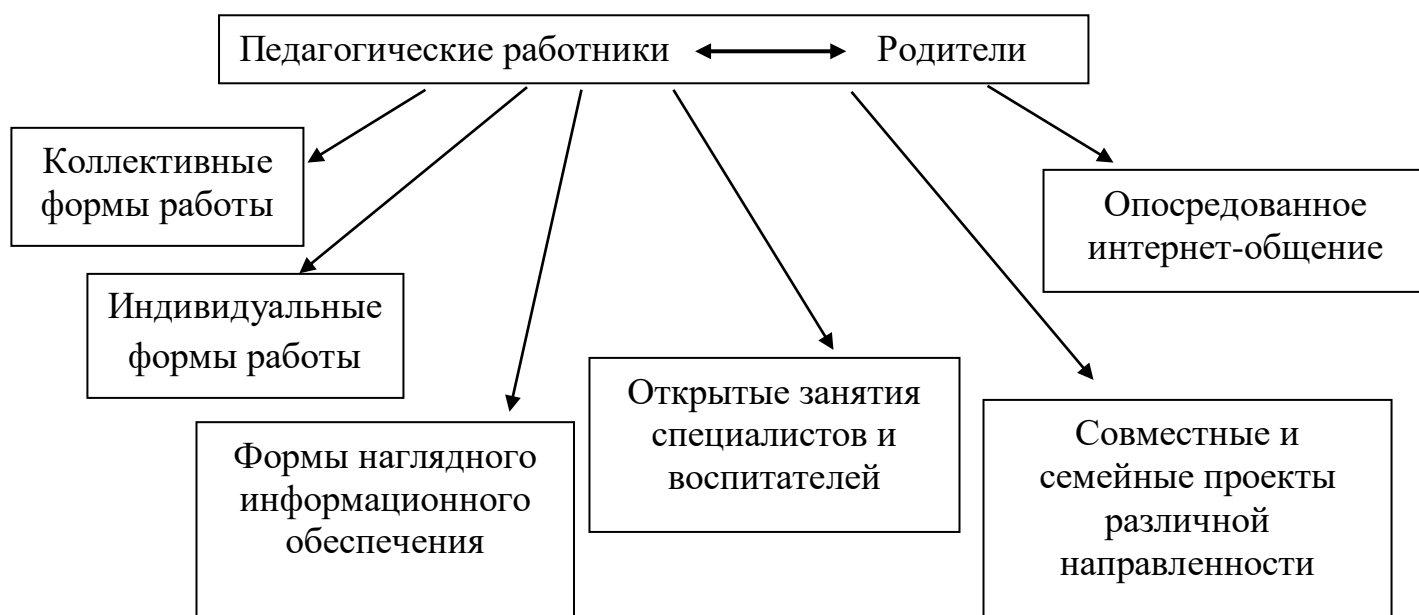 Педагогические работники Родители
Коллективные
формы работы
Индивидуальные
формы работы
Формы наглядного
информационного
обеспечения
Открытые занятия
специалистов и
воспитателей
Совместные и
семейные проекты
различной
направленности
Опосредованное
интернет-общение